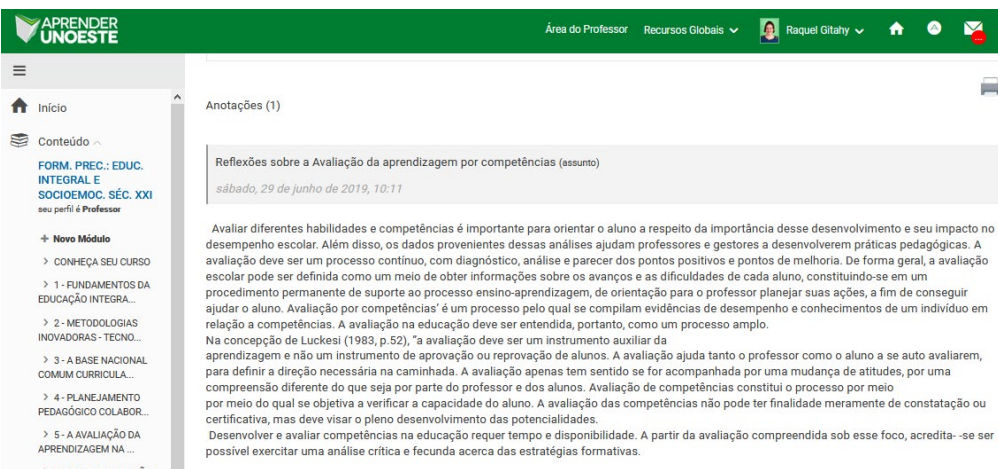 APRENDER
UNOESTE
Área do Professor
Recursos Globais
Raquel Gitahy
Início
Conteúdo
FORM. PREC.: EDUC.
INTEGRAL E
SOCIOEMOC. SÉC. XXI
seu perfil é Professor
+ Novo Módulo
> CONHEÇA SEU CURSO
> 1 - FUNDAMENTOS DA
EDUCAÇÃO INTEGRA...
> 2 - METODOLOGIAS
INOVADORAS - TECNO...
> 3 - A BASE NACIONAL
COMUM CURRICULA...
> 4 - PLANEJAMENTO
PEDAGÓGICO COLABOR...
> 5 - A AVALIAÇÃO DA
APRENDIZAGEM NA ...
Anotações (1)
Reflexões sobre a Avaliação da aprendizagem por competências (assunto)
sábado, 29 de junho de 2019, 10:11
Avaliar diferentes habilidades e competências é importante para orientar o aluno a respeito da importância desse desenvolvimento e seu impacto no
desempenho escolar. Além disso, os dados provenientes dessas análises ajudam professores e gestores a desenvolverem práticas pedagógicas. A
avaliação deve ser um processo contínuo, com diagnóstico, análise e parecer dos pontos positivos e pontos de melhoria. De forma geral, a avaliação
escolar pode ser definida como um meio de obter informações sobre os avanços e as dificuldades de cada aluno, constituindo-se em um
procedimento permanente de suporte ao processo ensino-aprendizagem, de orientação para o professor planejar suas ações, a fim de conseguir
ajudar o aluno. Avaliação por competências’ é um processo pelo qual se compilam evidências de desempenho e conhecimentos de um indivíduo em
relação a competências. A avaliação na educação deve ser entendida, portanto, como um processo amplo.
Na concepção de Luckesi (1983, p.52), “a avaliação deve ser um instrumento auxiliar da
aprendizagem e não um instrumento de aprovação ou reprovação de alunos. A avaliação ajuda tanto o professor como o aluno a se auto avaliarem,
para definir a direção necessária na caminhada. A avaliação apenas tem sentido se for acompanhada por uma mudança de atitudes, por uma
compreensão diferente do que seja por parte do professor e dos alunos. Avaliação de competências constitui o processo por meio
por meio do qual se objetiva a verificar a capacidade do aluno. A avaliação das competências não pode ter finalidade meramente de constatação ou
certificativa, mas deve visar o pleno desenvolvimento das potencialidades.
Desenvolver e avaliar competências na educação requer tempo e disponibilidade. A partir da avaliação compreendida sob esse foco, acredita- -se ser
possível exercitar uma análise crítica e fecunda acerca das estratégias formativas.